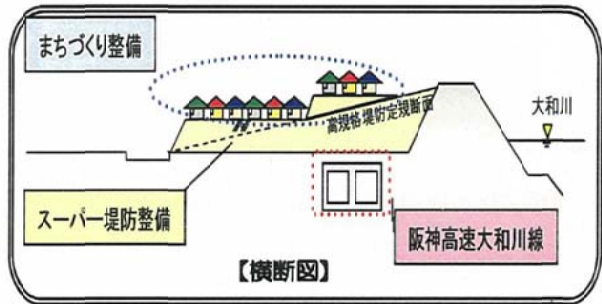 まちづくり整備
高規格堤防定規断面
大和川
スーパー堤防整備
阪神高速大和川線
【横断図】